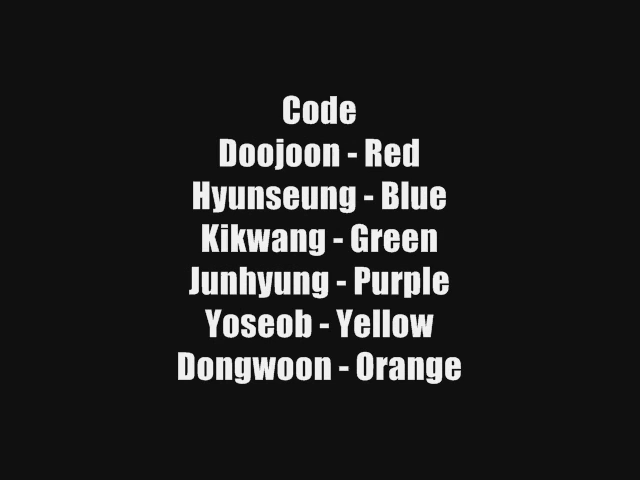 Code
Doojoon - Red
Hyunseung - Blue
Kikwang - Green
Junhyung - Purple
Yoseob - Yellow
Dongwoon - Orange